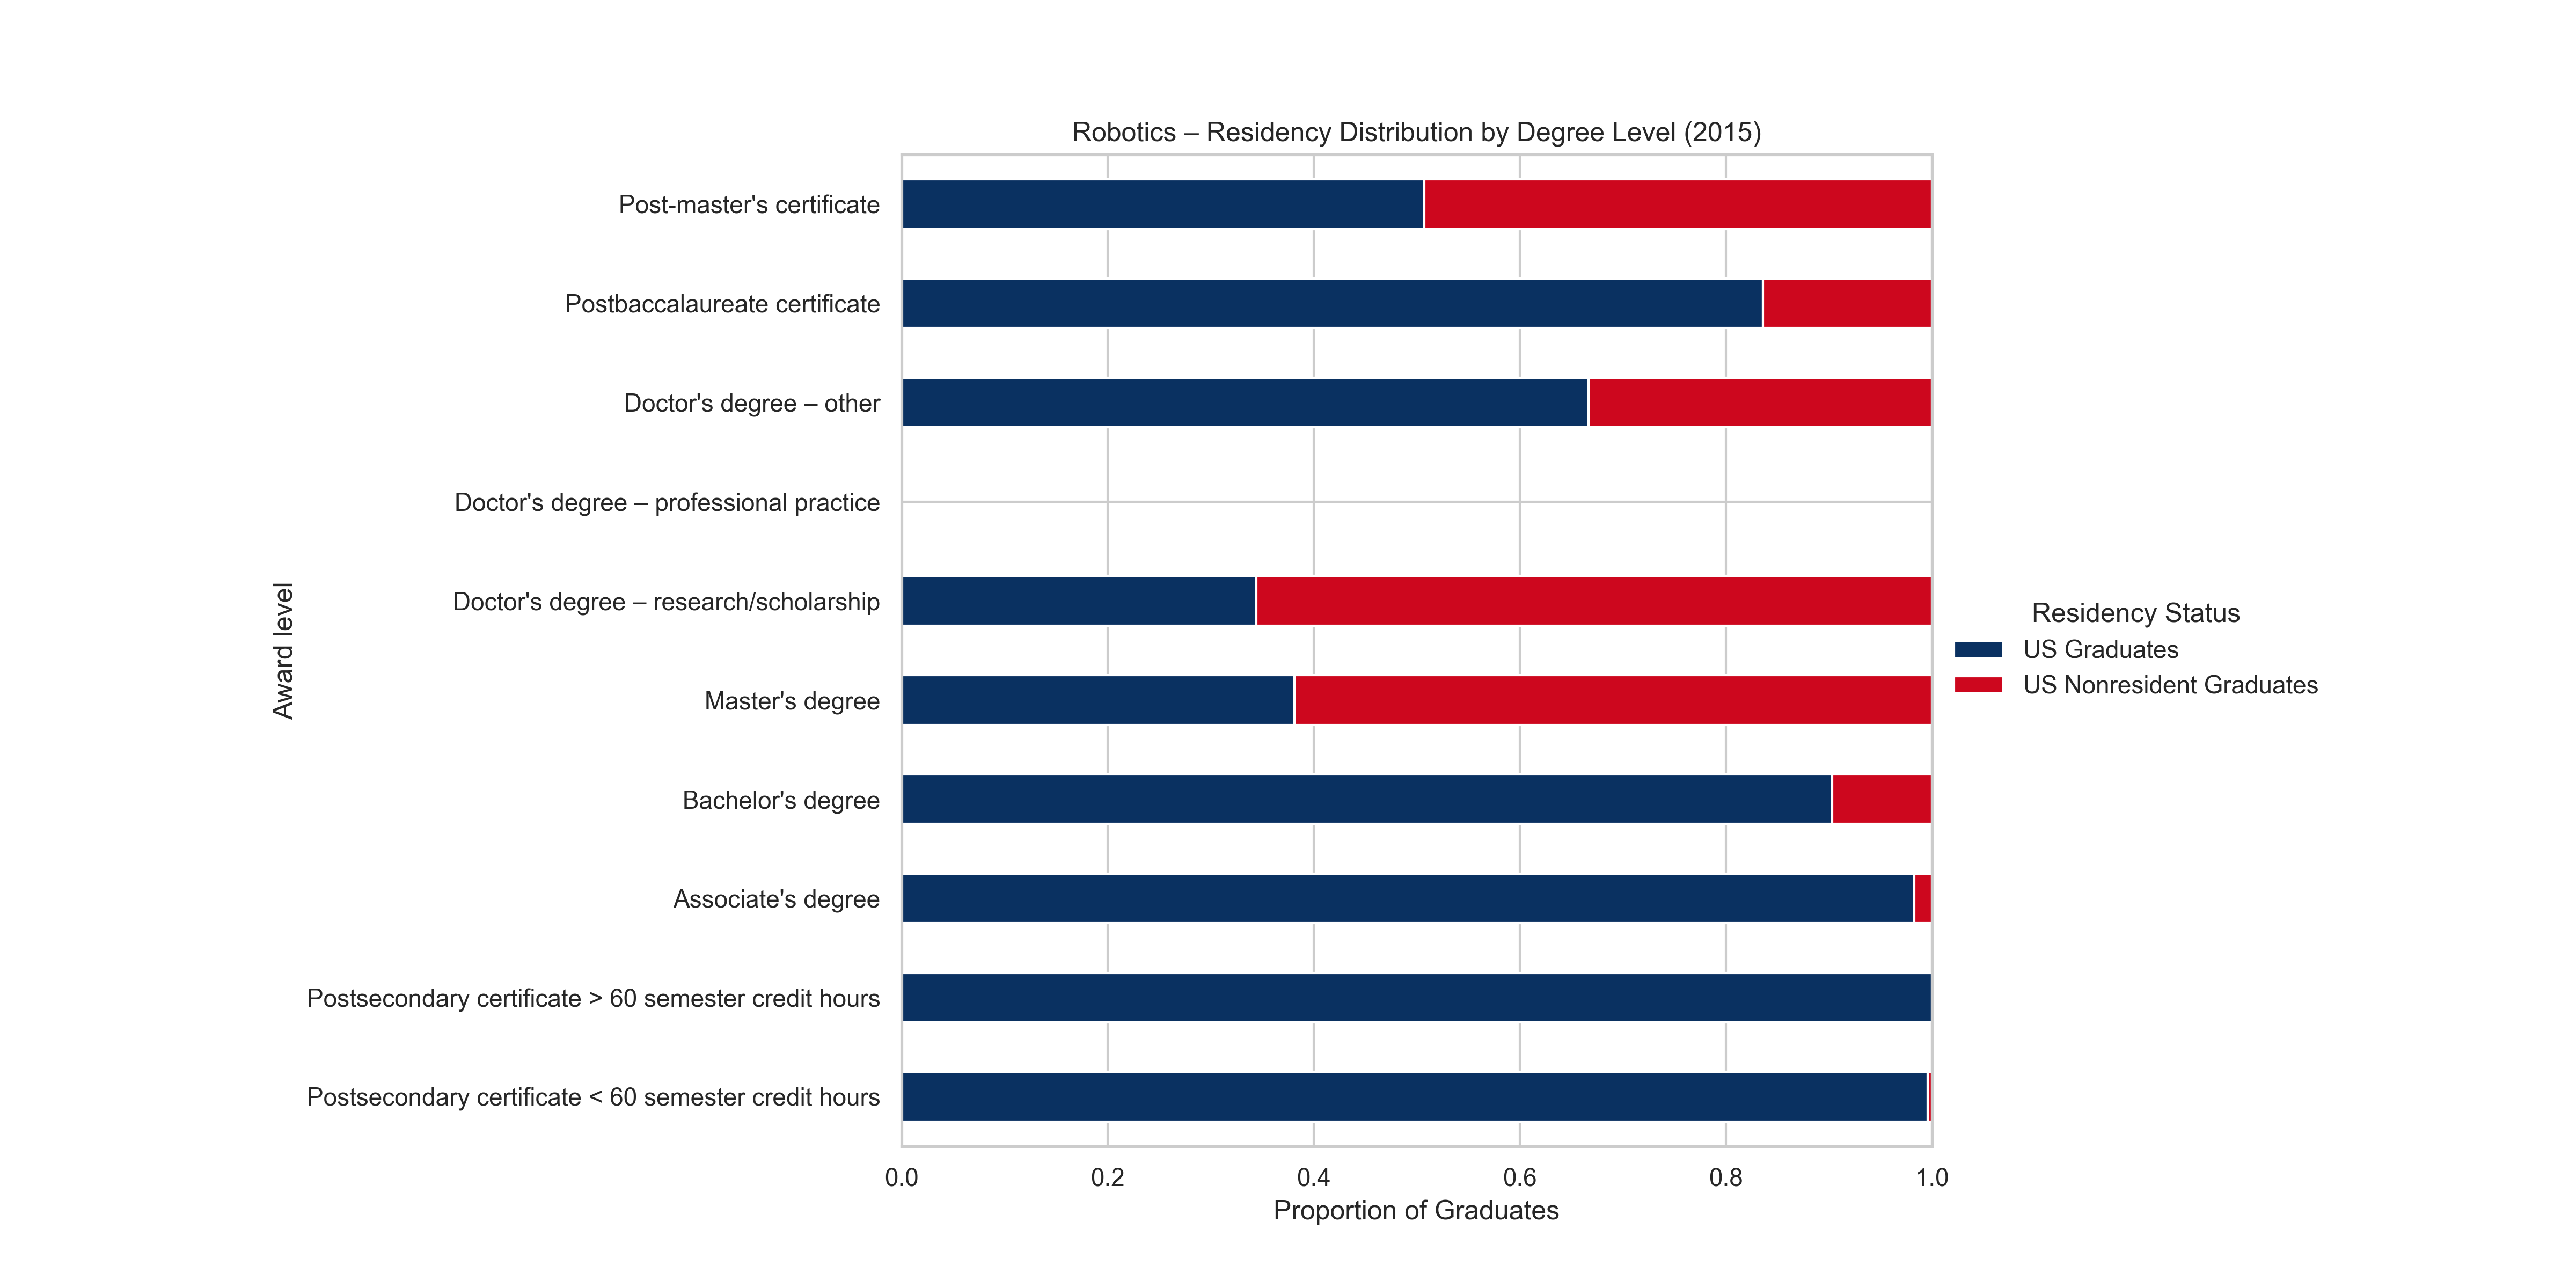 Robotics – Residency Distribution by Degree Level (2015)
Post-master's certificate
Postbaccalaureate certificate
Doctor's degree – other
Doctor's degree – professional practice
Doctor's degree – research/scholarship
Master's degree
Bachelor's degree
Associate's degree
Postsecondary certificate > 60 semester credit hours
Postsecondary certificate < 60 semester credit hours
Award level
0.0 0.2 0.4 0.6 0.8 1.0
Proportion of Graduates
Residency Status
US Graduates
US Nonresident Graduates